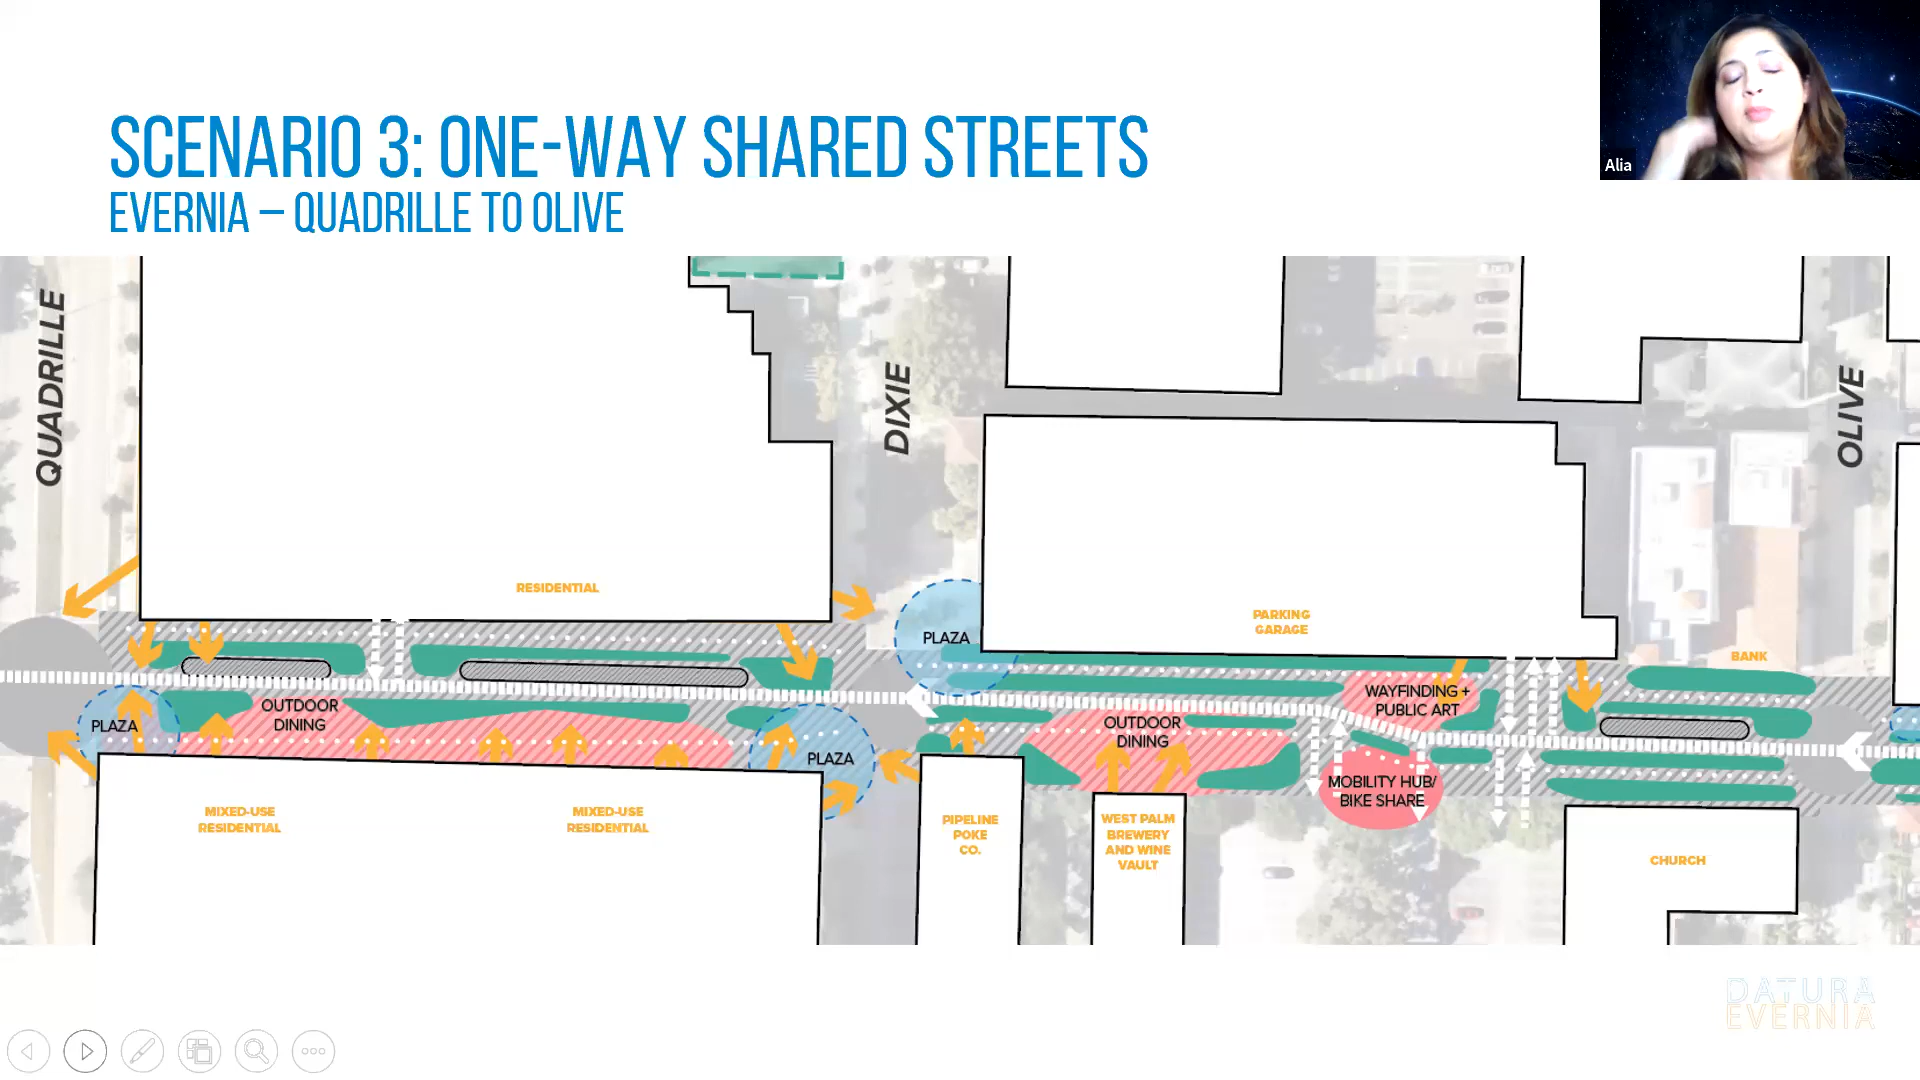 SCENARIO 3: ONE-WAY SHARED STREETS
EVERNIA – QUADRILLE TO OLIVE
Alia
QUADRILLE
DIXIE
OLIVE
RESIDENTIAL
PARKING
GARAGE
PLAZA
BANK
WAYFINDING +
PUBLIC ART
PLAZA
OUTDOOR
DINING
OUTDOOR
DINING
PLAZA
MOBILITY HUB/
BIKE SHARE
MIXED-USE
RESIDENTIAL
MIXED-USE
RESIDENTIAL
PIPELINE
POKE
CO.
WEST PALM
BREWERY
AND WINE
VAULT
CHURCH
DATURA
EVERNIA